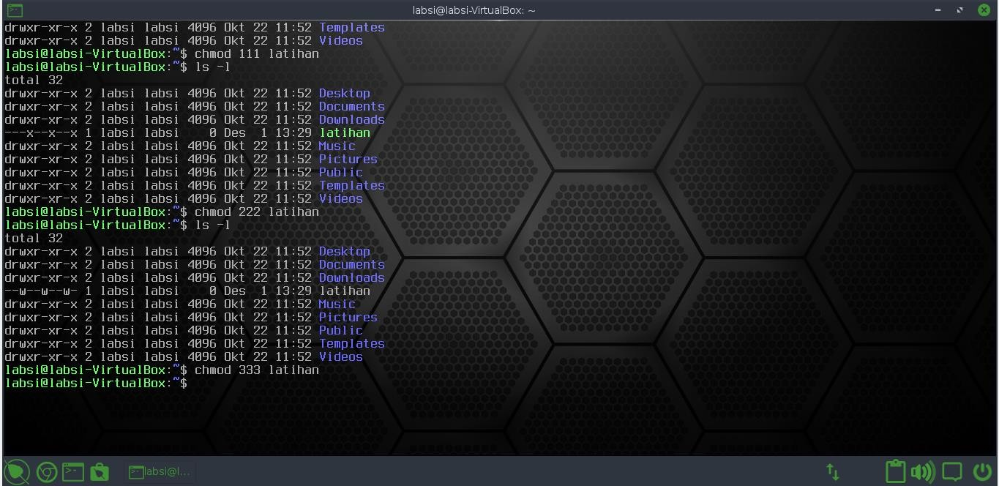 labsi@labsi-VirtualBox: ~
drwxr-xr-x 2 labsi labsi 4096 Okt 22 11:52 Templates
drwxr-xr-x 2 labsi labsi 4096 Okt 22 11:52 Videos
labsi@labsi-VirtualBox:~$ chmod 111 latihan
labsi@labsi-VirtualBox:~$ ls -l
total 32
drwxr-xr-x 2 labsi labsi 4096 Okt 22 11:52 Desktop
drwxr-xr-x 2 labsi labsi 4096 Okt 22 11:52 Documents
drwxr-xr-x 2 labsi labsi 4096 Okt 22 11:52 Downloads
---x--x--x 1 labsi labsi    0 Des  1 13:29 latihan
drwxr-xr-x 2 labsi labsi 4096 Okt 22 11:52 Music
drwxr-xr-x 2 labsi labsi 4096 Okt 22 11:52 Pictures
drwxr-xr-x 2 labsi labsi 4096 Okt 22 11:52 Public
drwxr-xr-x 2 labsi labsi 4096 Okt 22 11:52 Templates
drwxr-xr-x 2 labsi labsi 4096 Okt 22 11:52 Videos
labsi@labsi-VirtualBox:~$ chmod 222 latihan
labsi@labsi-VirtualBox:~$ ls -l
total 32
drwxr-xr-x 2 labsi labsi 4096 Okt 22 11:52 Desktop
drwxr-xr-x 2 labsi labsi 4096 Okt 22 11:52 Documents
drwxr-xr-x 2 labsi labsi 4096 Okt 22 11:52 Downloads
--w--w--w- 1 labsi labsi    0 Des  1 13:29 latihan
drwxr-xr-x 2 labsi labsi 4096 Okt 22 11:52 Music
drwxr-xr-x 2 labsi labsi 4096 Okt 22 11:52 Pictures
drwxr-xr-x 2 labsi labsi 4096 Okt 22 11:52 Public
drwxr-xr-x 2 labsi labsi 4096 Okt 22 11:52 Templates
drwxr-xr-x 2 labsi labsi 4096 Okt 22 11:52 Videos
labsi@labsi-VirtualBox:~$ chmod 333 latihan
labsi@labsi-VirtualBox:~$
labsi@l...